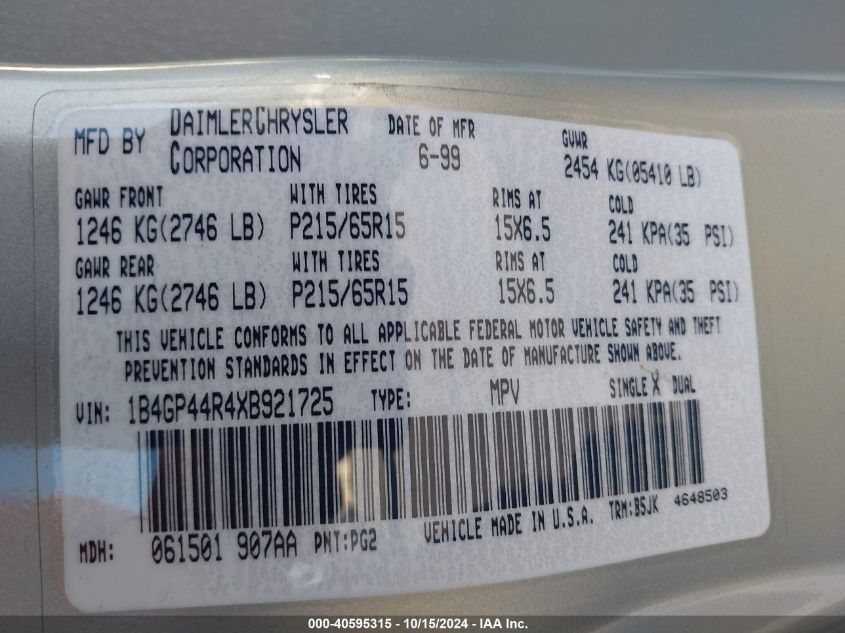 MFD BY DAIMLERCHRYSLER CORPORATION DATE OF MFR 6-99 GVWR 2454 KG(05410 LB)
GAWR FRONT WITH TIRES RIMS AT COLD
1246 KG(2746 LB) P215/65R15 15X6.5 241 KPA(35 PSI)
GAWR REAR WITH TIRES RIMS AT COLD
1246 KG(2746 LB) P215/65R15 15X6.5 241 KPA(35 PSI)
THIS VEHICLE CONFORMS TO ALL APPLICABLE FEDERAL MOTOR VEHICLE SAFETY AND THEFT
PREVENTION STANDARDS IN EFFECT ON THE DATE OF MANUFACTURE SHOWN ABOVE.
VIN: 1B4GP44R4XB921725 TYPE: MPV SINGLE X DUAL
MDH: 061501 907AA PNT:PG2 VEHICLE MADE IN U.S.A. TRM:B5JK 4648503
000-40595315 - 10/15/2024 - IAA Inc.